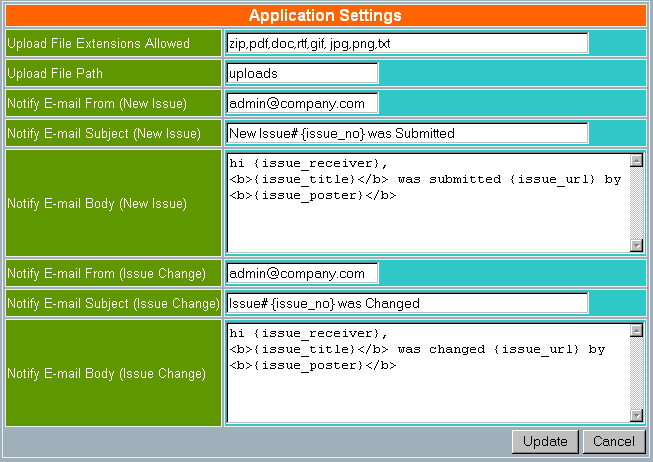 Application Settings
Upload File Extensions Allowed
zip,pdf,doc,rtf,gif, jpg,png,txt
Upload File Path
uploads
Notify E-mail From (New Issue)
admin@company.com
Notify E-mail Subject (New Issue)
New Issue# {issue_no} was Submitted
Notify E-mail Body (New Issue)
hi {issue_receiver},
<b>{issue_title}</b> was submitted {issue_url} by
<b>{issue_poster}</b>
Notify E-mail From (Issue Change)
admin@company.com
Notify E-mail Subject (Issue Change)
Issue# {issue_no} was Changed
Notify E-mail Body (Issue Change)
hi {issue_receiver},
<b>{issue_title}</b> was changed {issue_url} by
<b>{issue_poster}</b>
Update Cancel